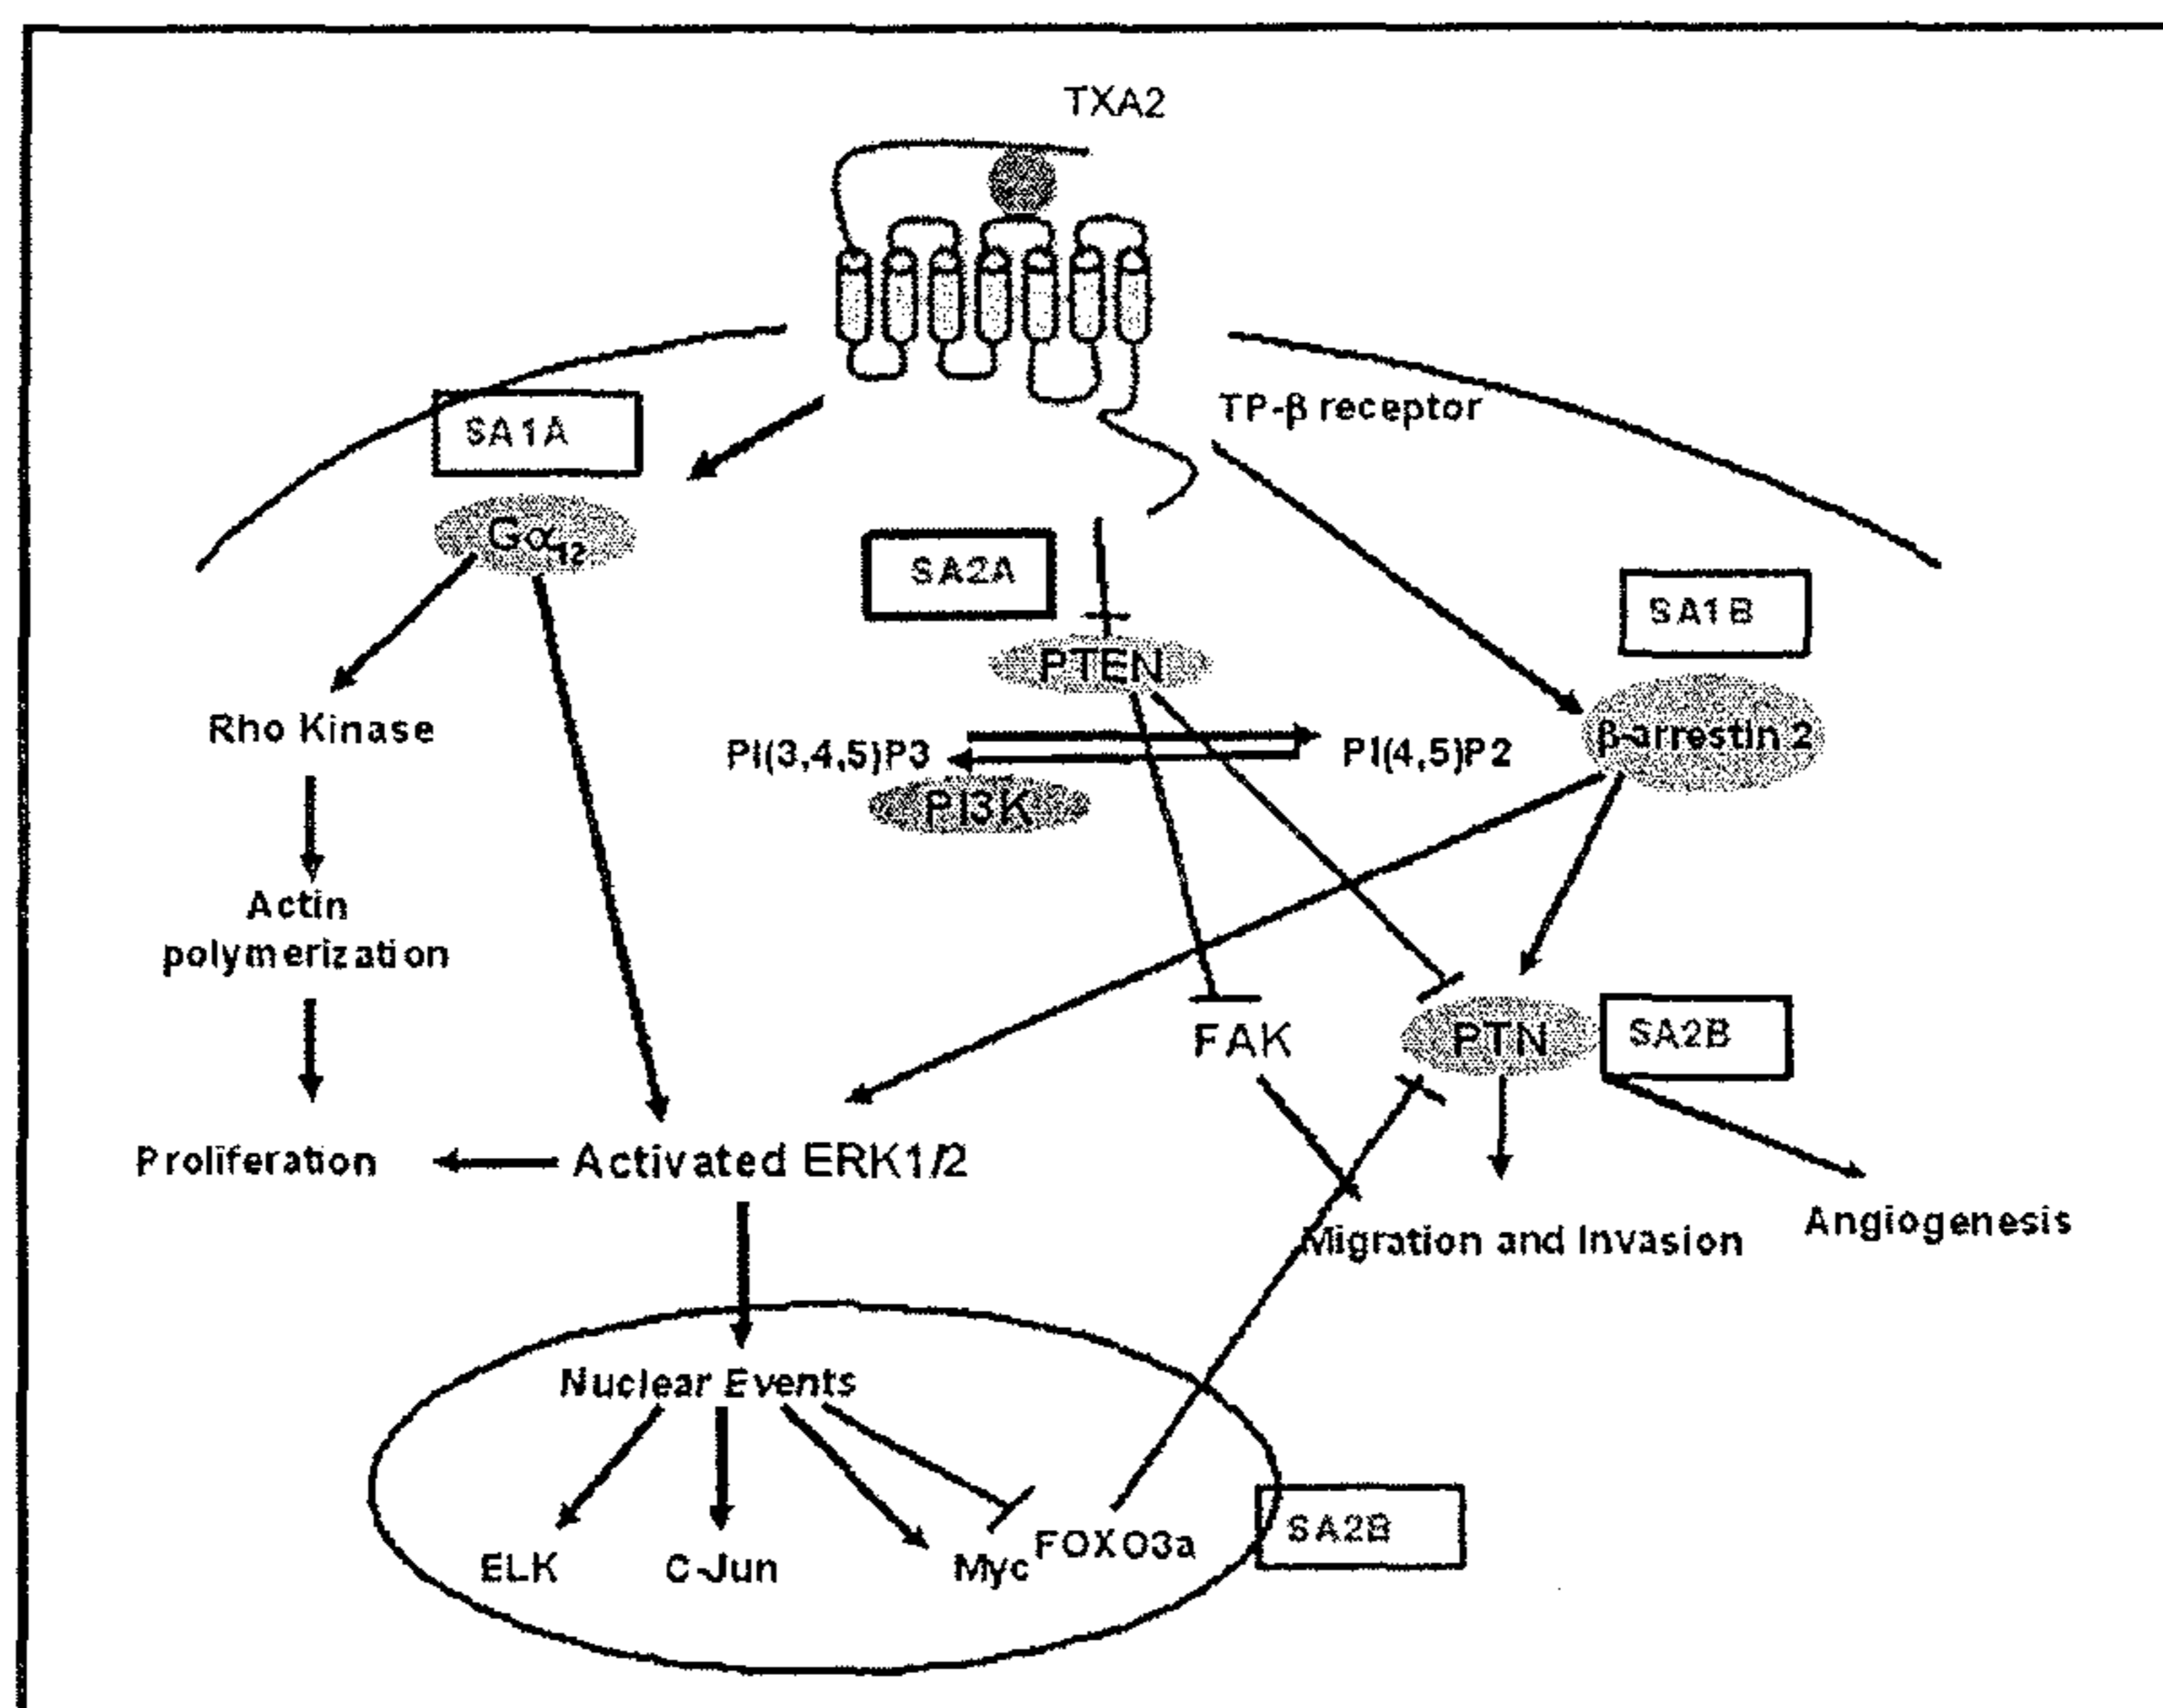 TXA2
TP-β receptor
SA1A
Gα12
SA2A
SA1B
PTEN
Rho Kinase
PI(3,4,5)P3
PI(4,5)P2
β-arrestin 2
PI3K
Actin
polymerization
FAK
PTN
SA2B
Proliferation
Activated ERK1/2
Migration and Invasion
Angiogenesis
Nuclear Events
ELK
C-Jun
Myc
FOXO3a
SA2B